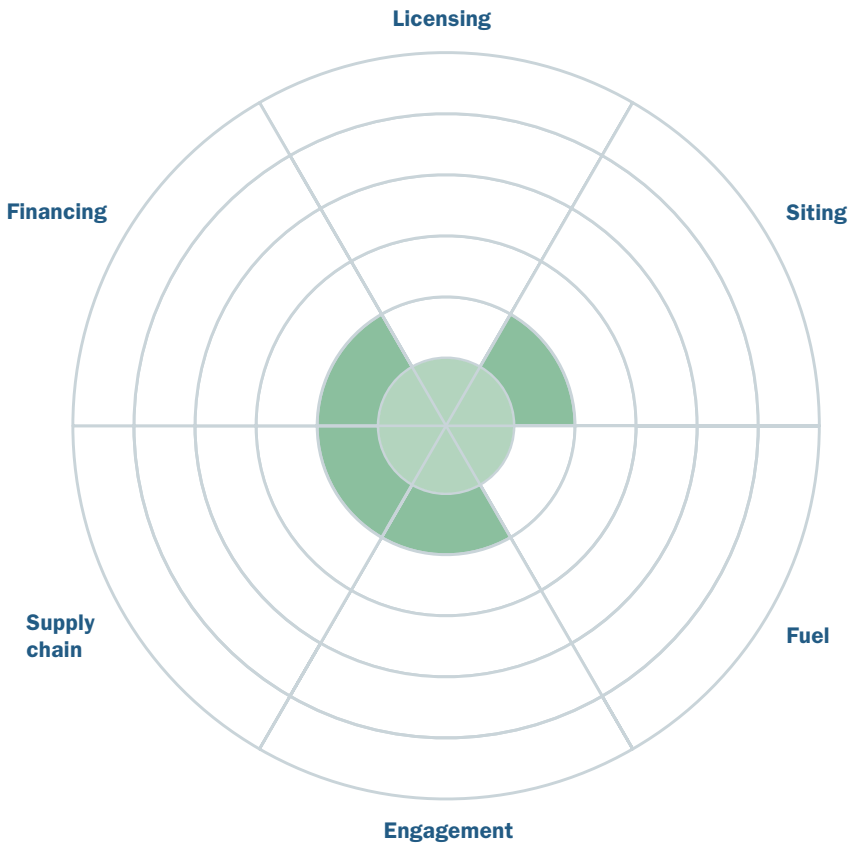 Licensing
Financing
Siting
Supply
chain
Fuel
Engagement